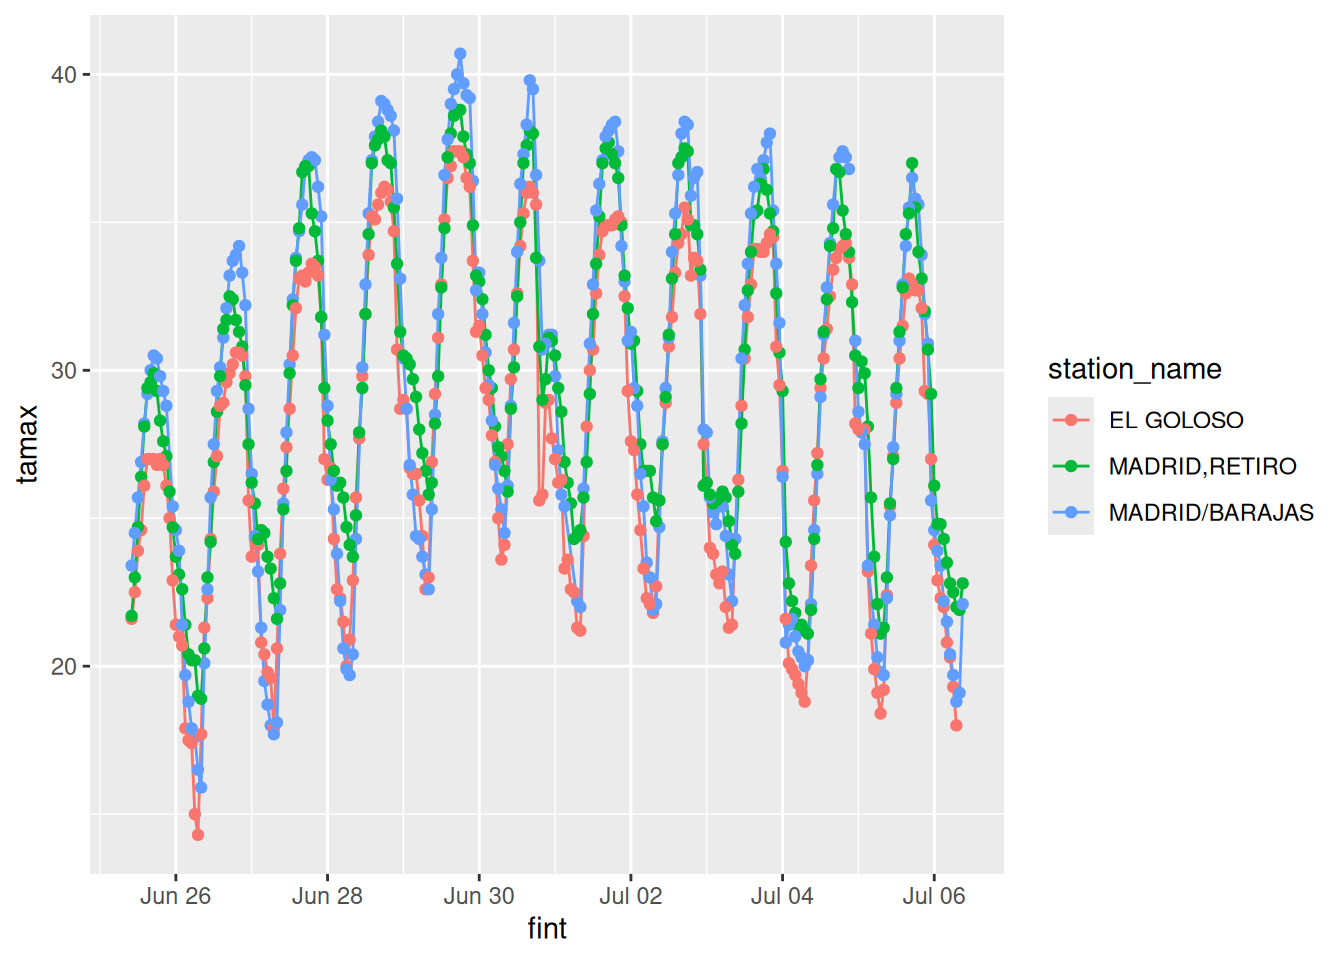 40
30
20
tamax
Jun 26
Jun 28
Jun 30
Jul 02
Jul 04
Jul 06
fint
station_name
EL GOLOSO
MADRID,RETIRO
MADRID/BARAJAS